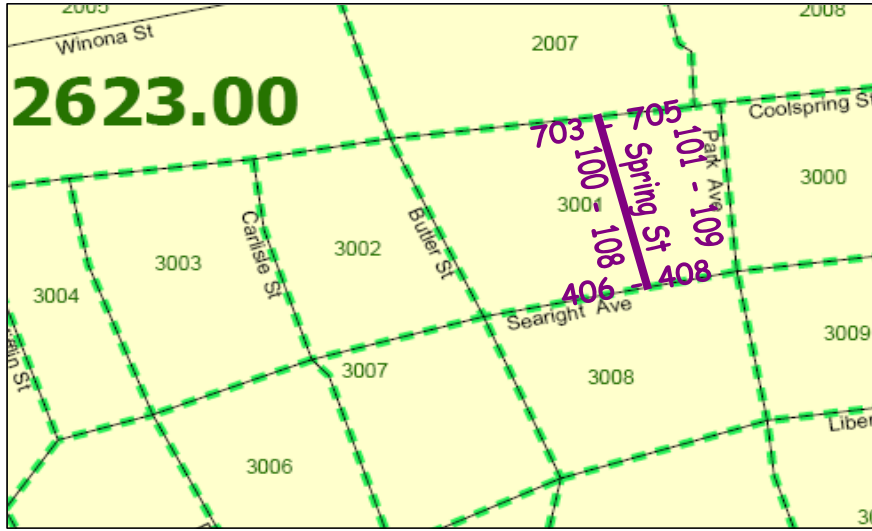 2005
Winona St
2007
2008
2623.00
Coolspring St
703 - 705
Park Ave
101 - 109
Spring St
100 - 108
3001
3000
Butler St
Carlisle St
3002
3003
3004
406 - 408
Searight Ave
3009
3007
3008
3006